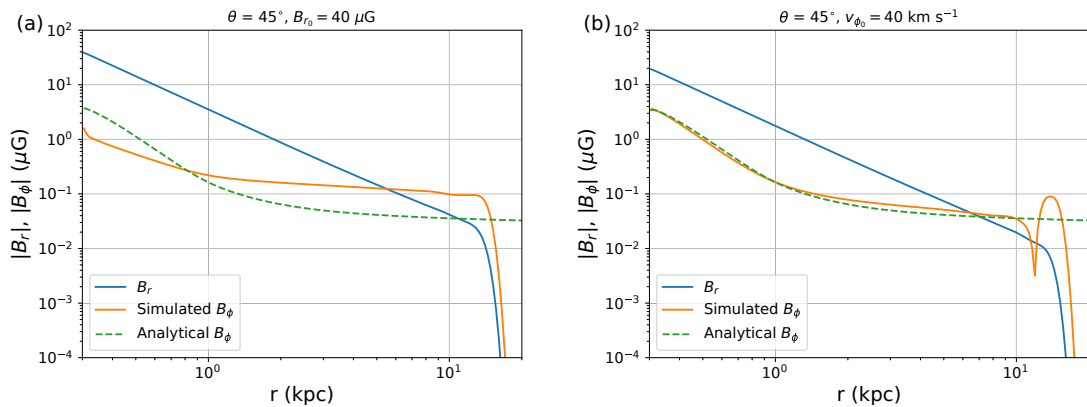 (a)
θ = 45°, B_{r_0} = 40 μG
|B_r|, |B_ϕ| (μG)
10^2
10^1
10^0
10^{-1}
10^{-2}
10^{-3}
10^{-4}
B_r
Simulated B_ϕ
Analytical B_ϕ
10^0
10^1
r (kpc)
(b)
θ = 45°, v_{ϕ_0} = 40 km s^{-1}
|B_r|, |B_ϕ| (μG)
10^2
10^1
10^0
10^{-1}
10^{-2}
10^{-3}
10^{-4}
B_r
Simulated B_ϕ
Analytical B_ϕ
10^0
10^1
r (kpc)